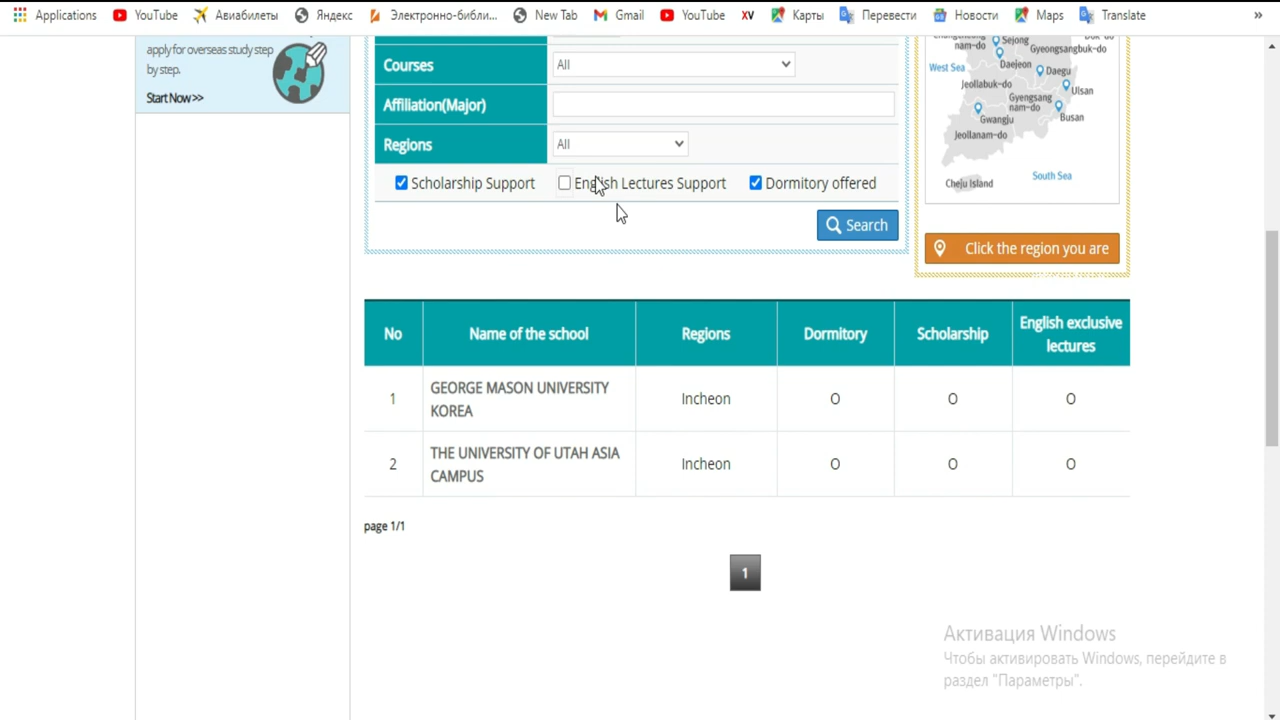 Applications YouTube Авиабилеты Яндекс Электронно-библи... New Tab Gmail YouTube XV Карты Перевести Новости Maps Translate »
apply for overseas study step
by step.
Start Now >>
Courses All
Affiliation(Major)
Regions All
Scholarship Support English Lectures Support Dormitory offered
Search
nam-do
Sejong
Gyeongsangbuk-do
West Sea
Daejeon
Daegu
Jeollabuk-do
Ulsan
Gyengsang
nam-do
Gwangju
Busan
Jeollanam-do
Cheju Island
South Sea
Click the region you are
No Name of the school Regions Dormitory Scholarship English exclusive
lectures
1 GEORGE MASON UNIVERSITY
KOREA Incheon O O O
2 THE UNIVERSITY OF UTAH ASIA
CAMPUS Incheon O O O
page 1/1
1
Активация Windows
Чтобы активировать Windows, перейдите в
раздел "Параметры".